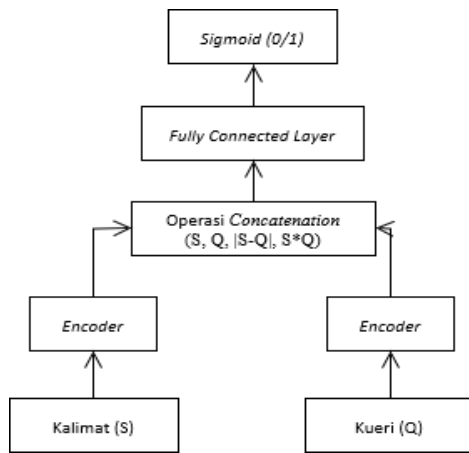 Sigmoid (0/1)
Fully Connected Layer
Operasi Concatenation
(S, Q, |S-Q|, S*Q)
Encoder
Encoder
Kalimat (S)
Kueri (Q)